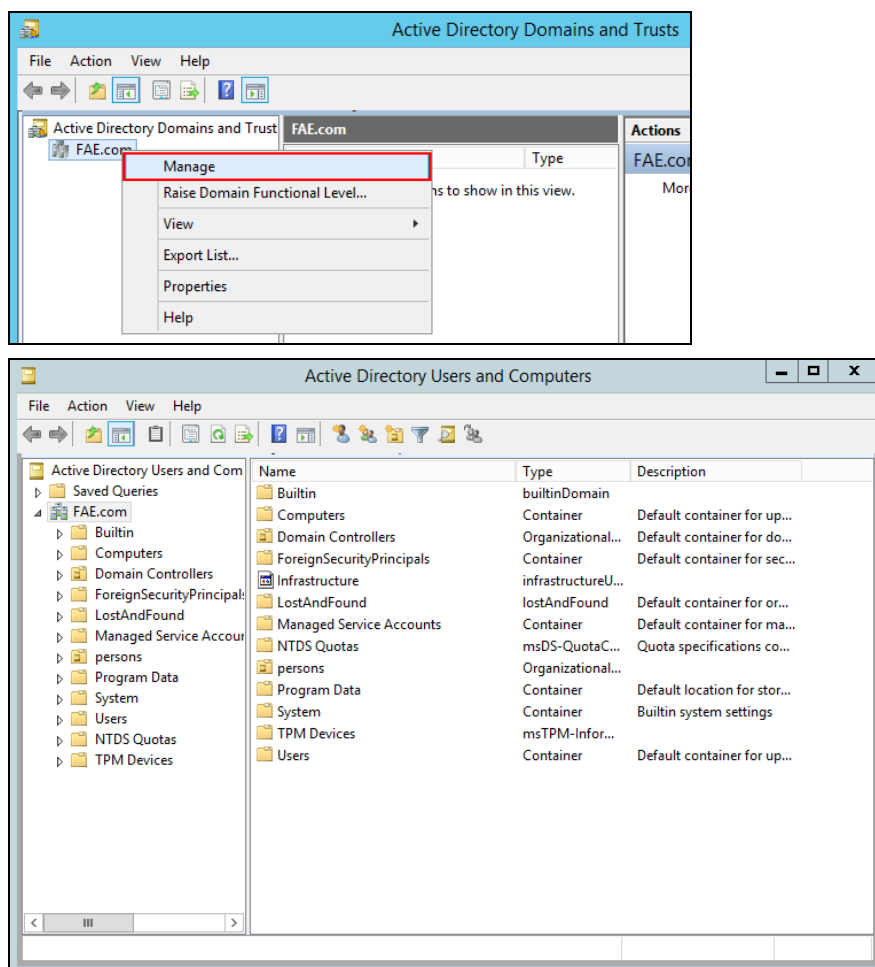 Active Directory Domains and Trusts
File Action View Help
Active Directory Domains and Trust
FAE.com
FAE.com
Type
ns to show in this view.
Actions
FAE.co
Mor
Manage
Raise Domain Functional Level...
View
Export List...
Properties
Help
Active Directory Users and Computers
File Action View Help
Active Directory Users and Com
Saved Queries
FAE.com
Builtin
Computers
Domain Controllers
ForeignSecurityPrincipal
LostAndFound
Managed Service Accour
persons
Program Data
System
Users
NTDS Quotas
TPM Devices
Name Type Description
Builtin builtinDomain
Computers Container Default container for up...
Domain Controllers Organizational... Default container for do...
ForeignSecurityPrincipals Container Default container for sec...
Infrastructure infrastructureU...
LostAndFound lostAndFound Default container for or...
Managed Service Accounts Container Default container for ma...
NTDS Quotas msDS-QuotaC... Quota specifications co...
persons Organizational...
Program Data Container Default location for stor...
System Container Builtin system settings
TPM Devices msTPM-Infor...
Users Container Default container for up...